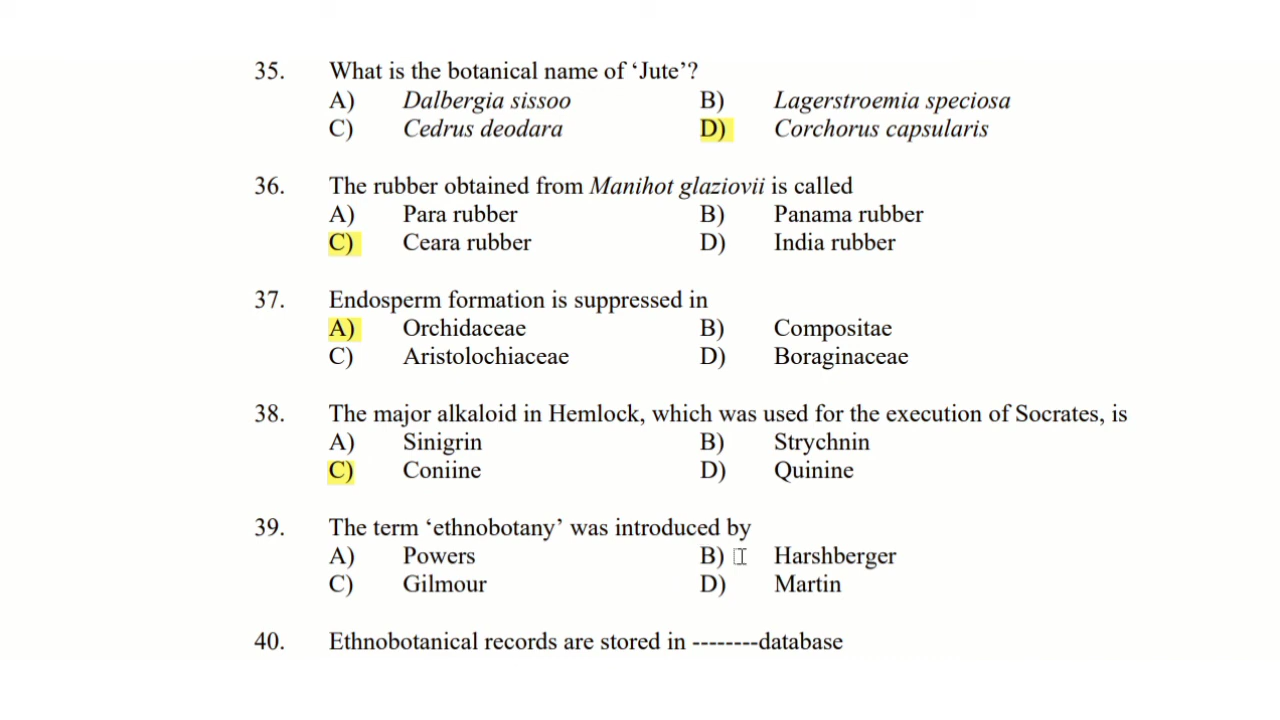 35. What is the botanical name of ‘Jute’?
A) Dalbergia sissoo B) Lagerstroemia speciosa
C) Cedrus deodara D) Corchorus capsularis
36. The rubber obtained from Manihot glaziovii is called
A) Para rubber B) Panama rubber
C) Ceara rubber D) India rubber
37. Endosperm formation is suppressed in
A) Orchidaceae B) Compositae
C) Aristolochiaceae D) Boraginaceae
38. The major alkaloid in Hemlock, which was used for the execution of Socrates, is
A) Sinigrin B) Strychnin
C) Coniine D) Quinine
39. The term ‘ethnobotany’ was introduced by
A) Powers B) Harshberger
C) Gilmour D) Martin
40. Ethnobotanical records are stored in --------database